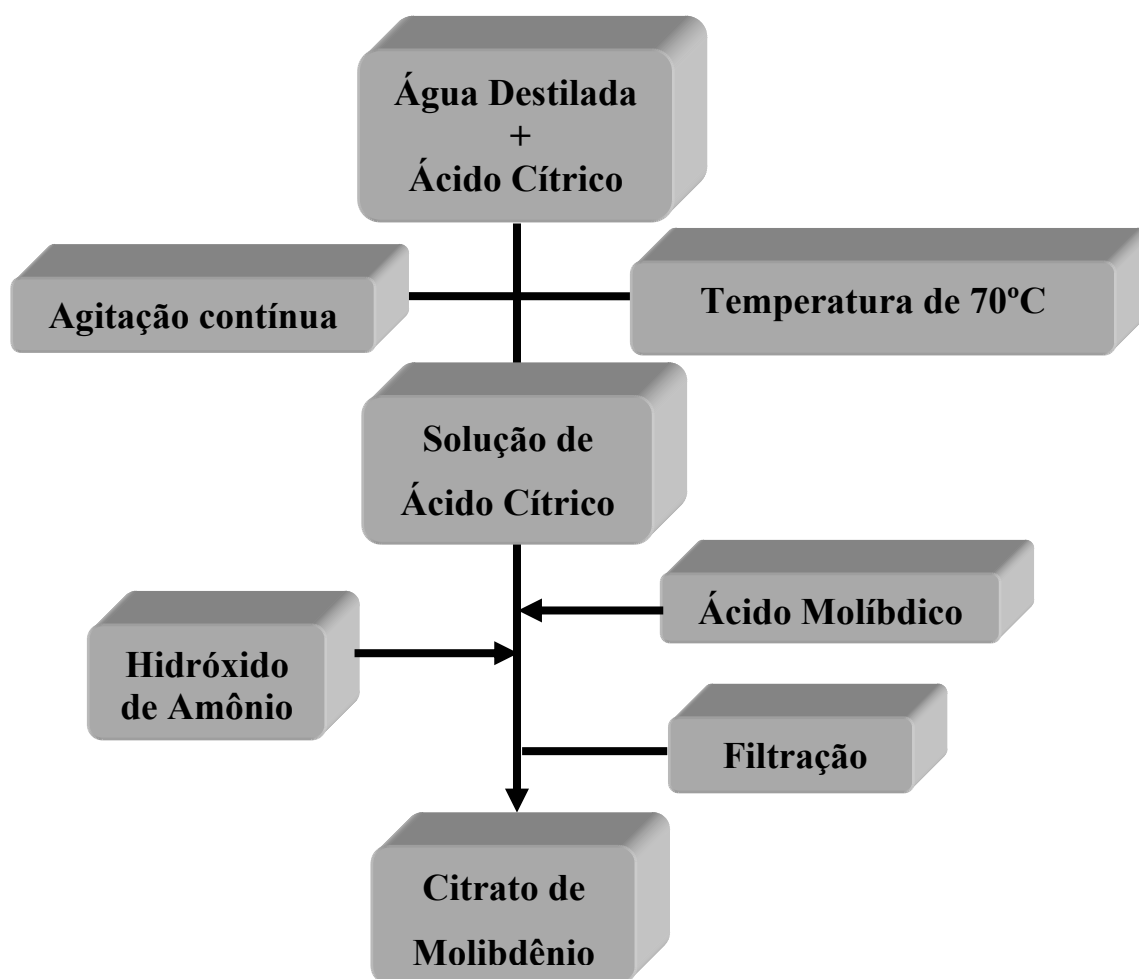 Água Destilada
+
Ácido Cítrico
Agitação contínua
Temperatura de 70ºC
Solução de
Ácido Cítrico
Ácido Molíbdico
Hidróxido
de Amônio
Filtração
Citrato de
Molibdênio